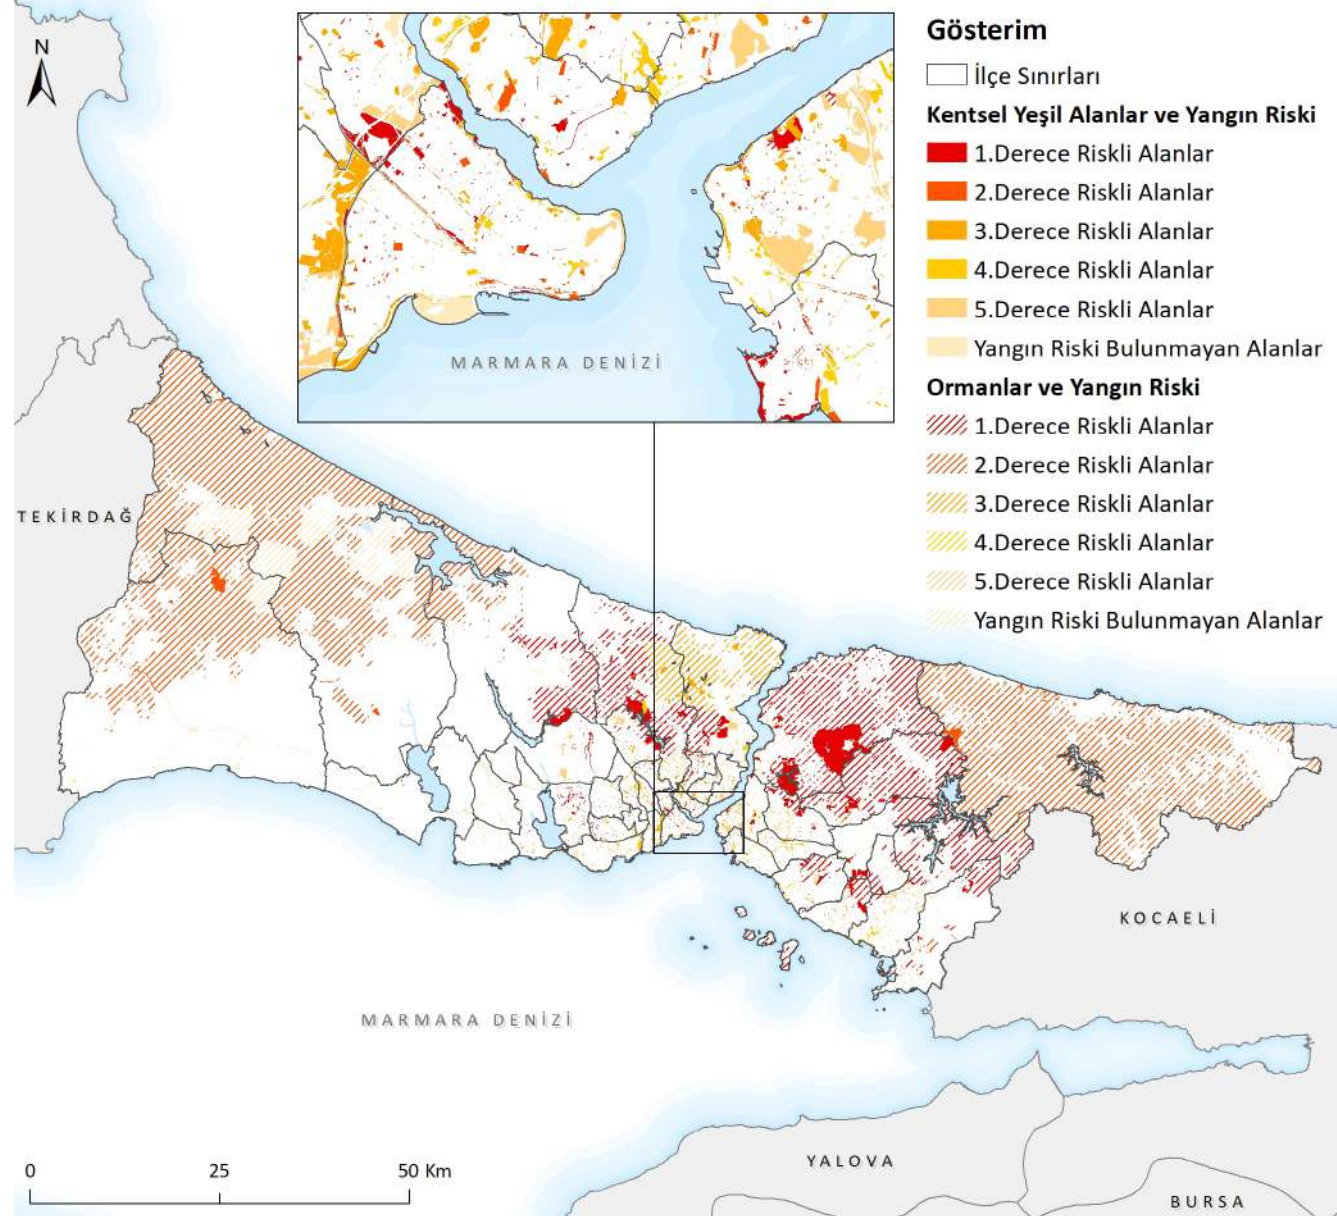 N
MARMARA DENİZİ
Gösterim
İlçe Sınırları
Kentsel Yeşil Alanlar ve Yangın Riski
1.Derece Riskli Alanlar
2.Derece Riskli Alanlar
3.Derece Riskli Alanlar
4.Derece Riskli Alanlar
5.Derece Riskli Alanlar
Yangın Riski Bulunmayan Alanlar
Ormanlar ve Yangın Riski
1.Derece Riskli Alanlar
2.Derece Riskli Alanlar
3.Derece Riskli Alanlar
4.Derece Riskli Alanlar
5.Derece Riskli Alanlar
Yangın Riski Bulunmayan Alanlar
TEKİRDAĞ
KOCAELİ
MARMARA DENİZİ
YALOVA
BURSA
0 25 50 Km